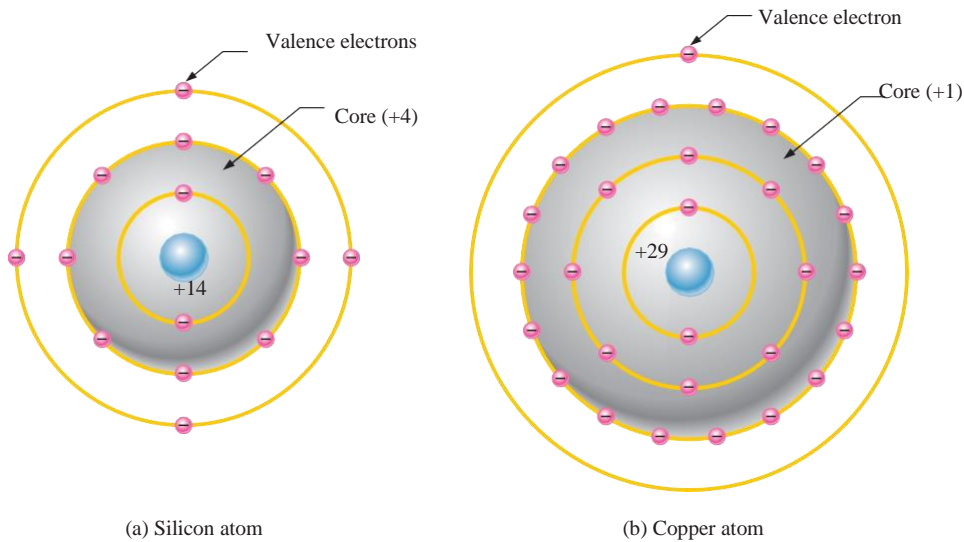 Valence electrons
Core (+4)
+14
(a) Silicon atom
Valence electron
Core (+1)
+29
(b) Copper atom